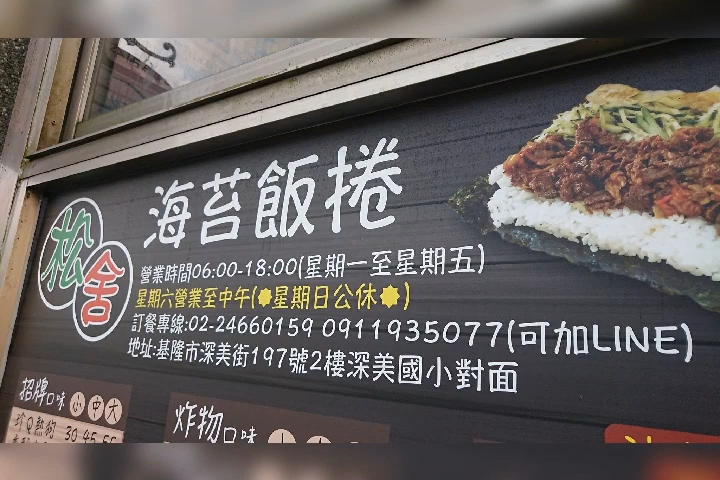 松舍
海苔飯捲
營業時間06:00-18:00(星期一至星期五)
星期六營業至中午(星期日公休)
訂餐專線:02-24660159 0911935077(可加LINE)
地址:基隆市深美街197號2樓深美國小對面
招牌口味 小 中 大
炸物口味
珍Q熱狗 30 45 55